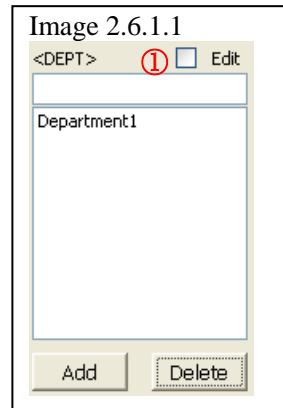 Image 2.6.1.1
<DEPT> ① Edit
Department1
Add Delete